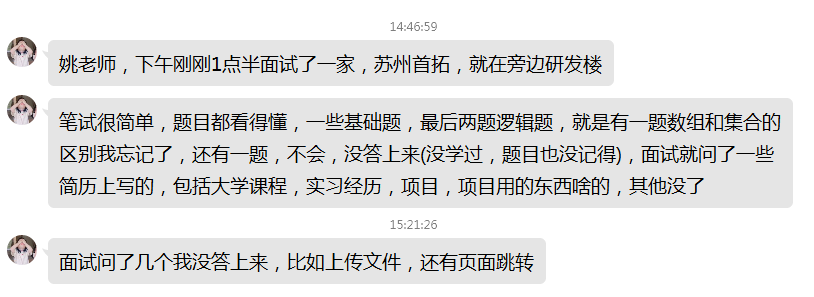 14:46:59
姚老师，下午刚刚1点半面试了一家，苏州首拓，就在旁边研发楼
笔试很简单，题目都看得懂，一些基础题，最后两题逻辑题，就是有一题数组和集合的
区别我忘记了，还有一题，不会，没答上来(没学过，题目也没记得)，面试就问了一些
简历上写的，包括大学课程，实习经历，项目，项目用的东西啥的，其他没了
15:21:26
面试问了几个我没答上来，比如上传文件，还有页面跳转